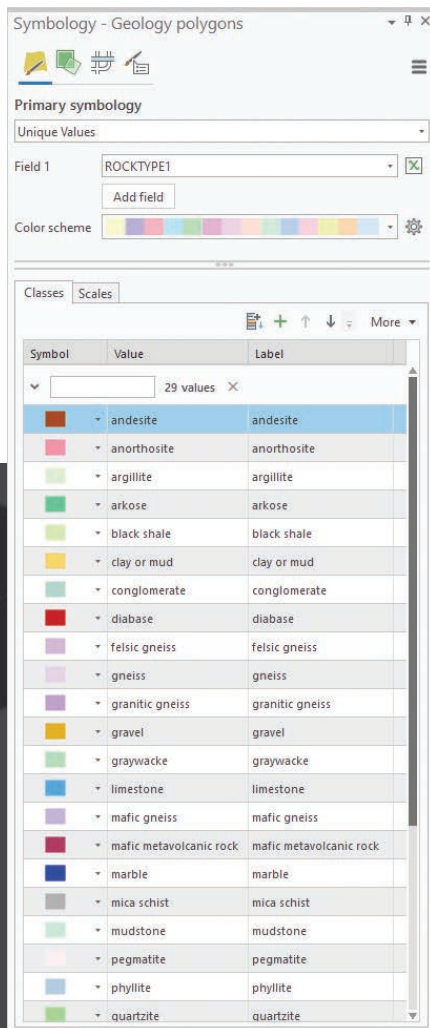 Symbology - Geology polygons
Primary symbology
Unique Values
Field 1 ROCKTYPE1
Add field
Color scheme
Classes Scales
More
Symbol Value Label
29 values
andesite andesite
anorthosite anorthosite
argillite argillite
arkose arkose
black shale black shale
clay or mud clay or mud
conglomerate conglomerate
diabase diabase
felsic gneiss felsic gneiss
gneiss gneiss
granitic gneiss granitic gneiss
gravel gravel
graywacke graywacke
limestone limestone
mafic gneiss mafic gneiss
mafic metavolcanic rock mafic metavolcanic rock
marble marble
mica schist mica schist
mudstone mudstone
pegmatite pegmatite
phyllite phyllite
quartzite quartzite